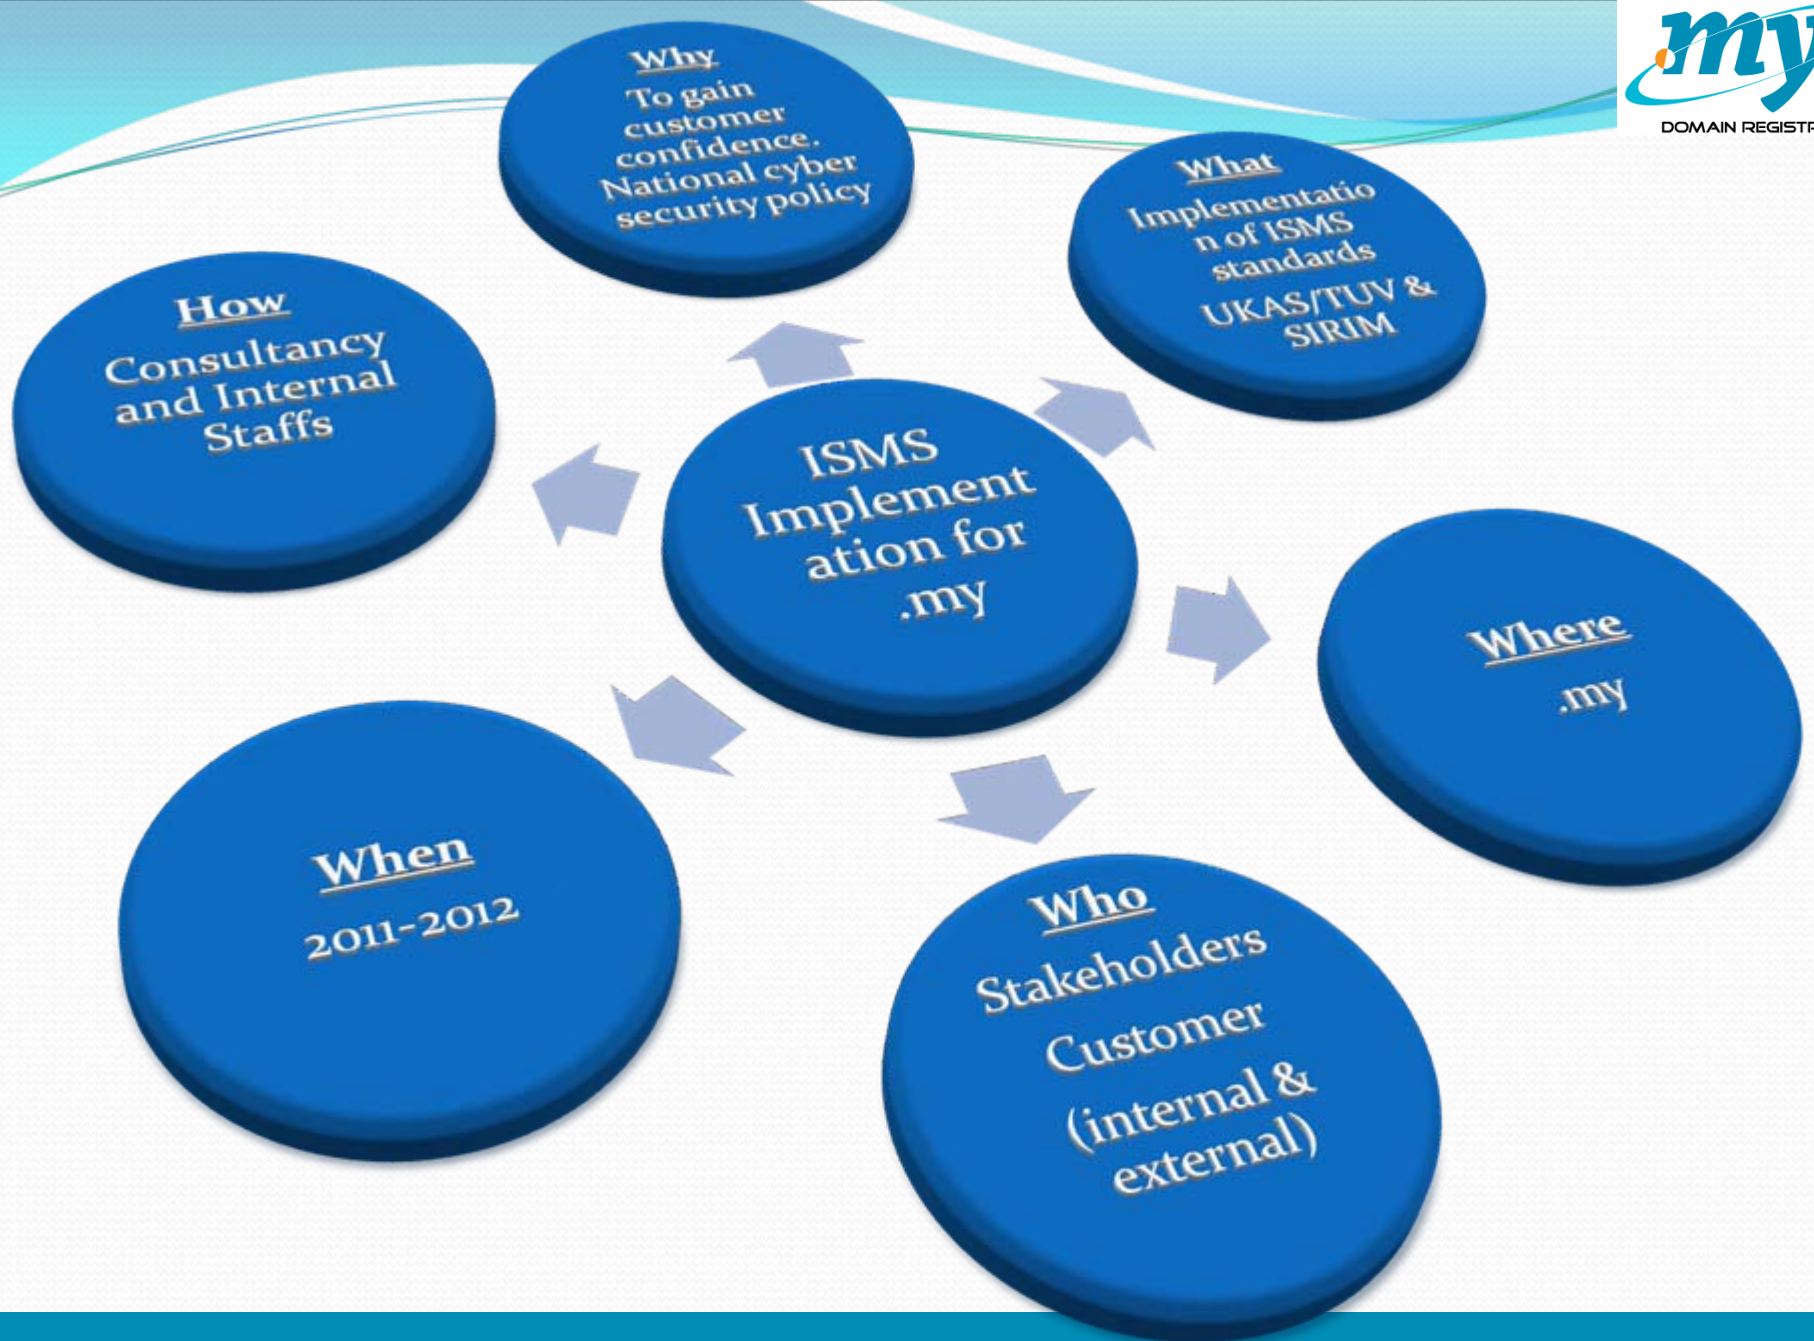 my
DOMAIN REGISTR
Why
To gain
customer
confidence.
National cyber
security policy
What
Implementatio
n of ISMS
standards
UKAS/TUV &
SIRIM
How
Consultancy
and Internal
Staffs
ISMS
Implement
ation for
.my
Where
.my
When
2011-2012
Who
Stakeholders
Customer
(internal &
external)